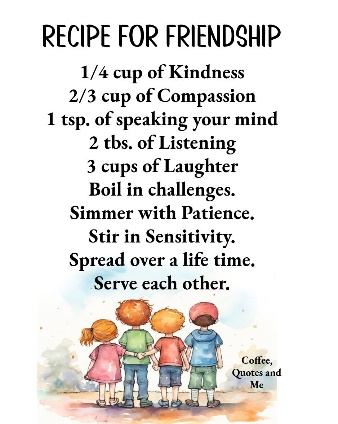 RECIPE FOR FRIENDSHIP
1/4 cup of Kindness
2/3 cup of Compassion
1 tsp. of speaking your mind
2 tbs. of Listening
3 cups of Laughter
Boil in challenges.
Simmer with Patience.
Stir in Sensitivity.
Spread over a life time.
Serve each other.
Coffee,
Quotes and
Me